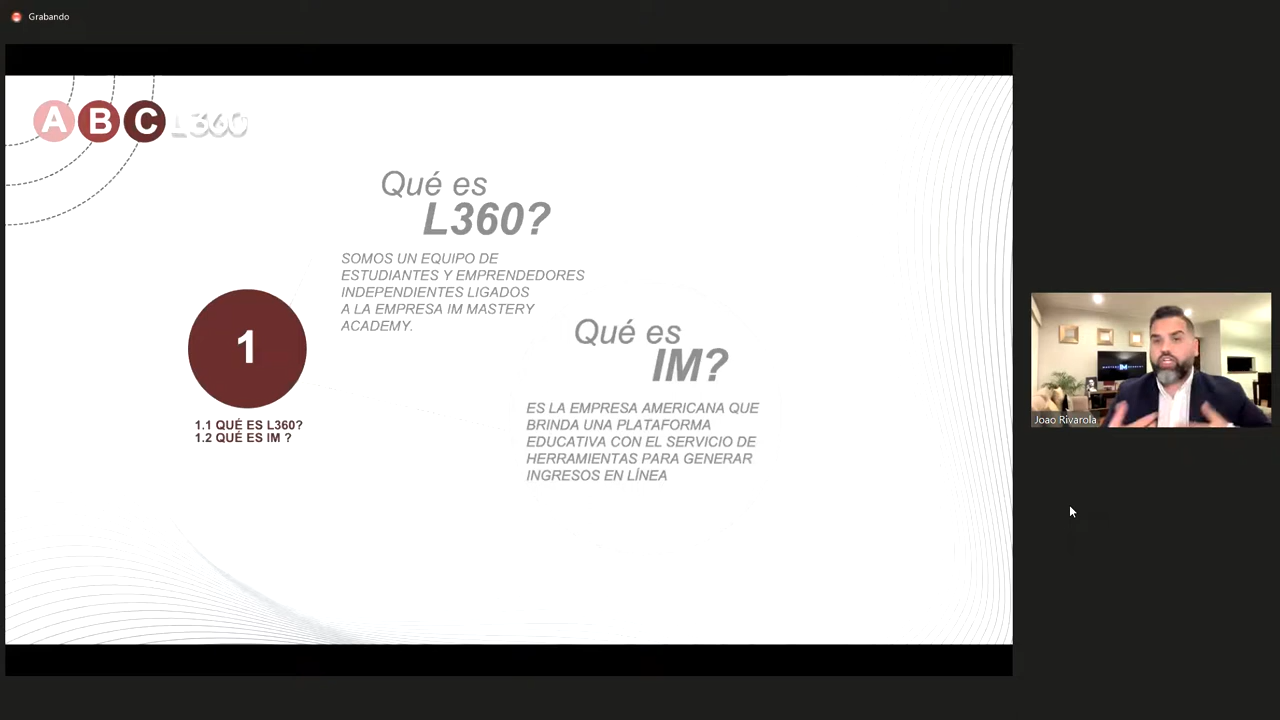 Grabando
A B C L360
Qué es
L360?
SOMOS UN EQUIPO DE
ESTUDIANTES Y EMPRENDEDORES
INDEPENDIENTES LIGADOS
A LA EMPRESA IM MASTERY
ACADEMY.
1
1.1 QUÉ ES L360?
1.2 QUÉ ES IM ?
Qué es
IM?
ES LA EMPRESA AMERICANA QUE
BRINDA UNA PLATAFORMA
EDUCATIVA CON EL SERVICIO DE
HERRAMIENTAS PARA GENERAR
INGRESOS EN LÍNEA
Joao Rivarola